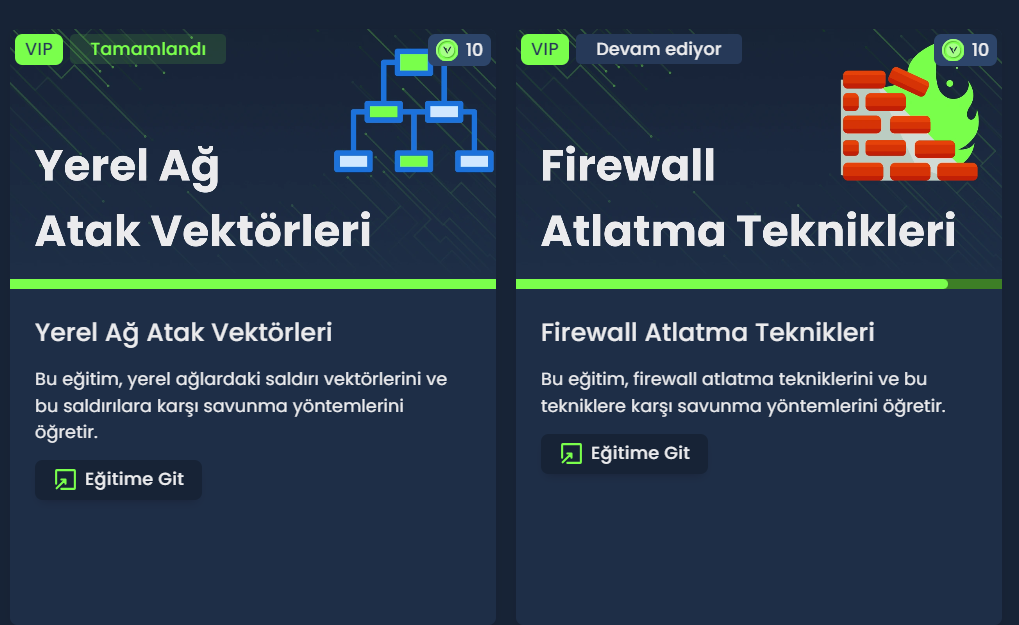 VIP Tamamlandı 10
Yerel Ağ
Atak Vektörleri
Yerel Ağ Atak Vektörleri
Bu eğitim, yerel ağlardaki saldırı vektörlerini ve
bu saldırılara karşı savunma yöntemlerini
öğretir.
Eğitime Git
VIP Devam ediyor 10
Firewall
Atlatma Teknikleri
Firewall Atlatma Teknikleri
Bu eğitim, firewall atlatma tekniklerini ve bu
tekniklere karşı savunma yöntemlerini öğretir.
Eğitime Git